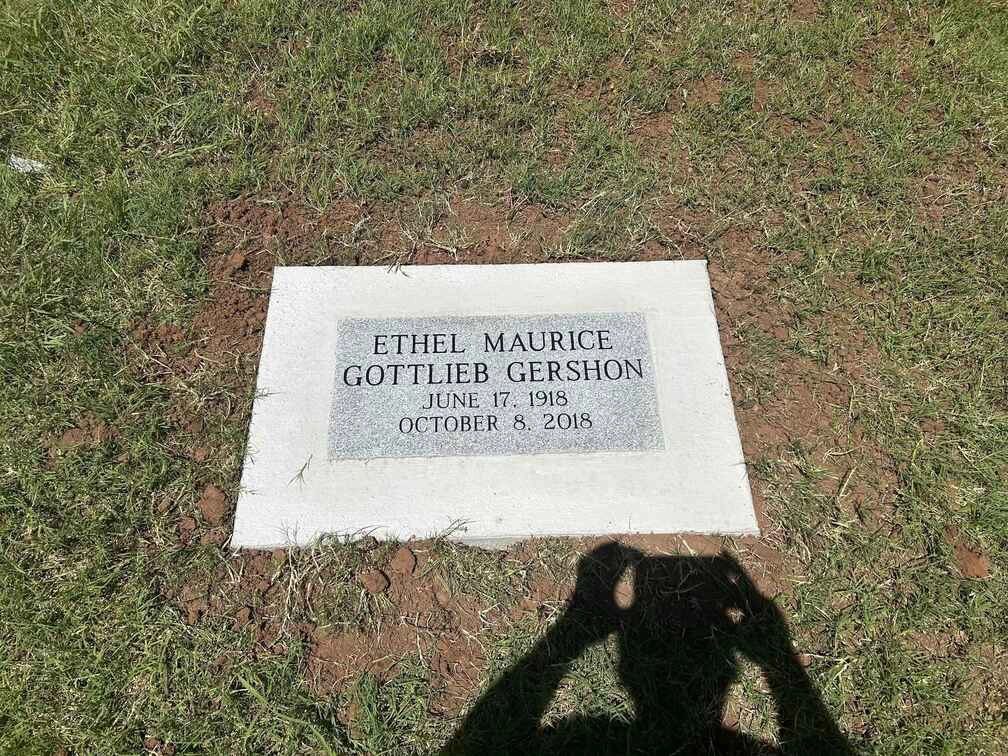 ETHEL MAURICE
GOTTLIEB GERSHON
JUNE 17, 1918
OCTOBER 8, 2018